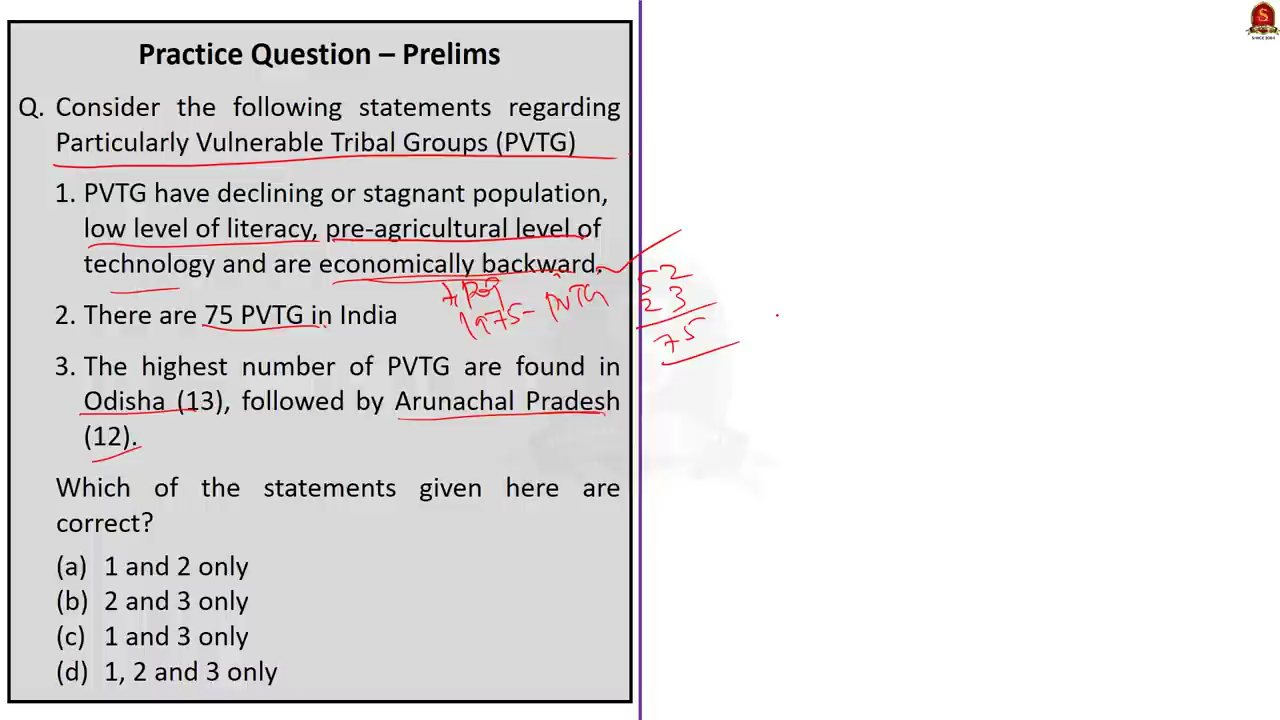 Practice Question – Prelims
Q. Consider the following statements regarding
Particularly Vulnerable Tribal Groups (PVTG)
1. PVTG have declining or stagnant population,
low level of literacy, pre-agricultural level of
technology and are economically backward.
1975- PVTG
52
23
75
2. There are 75 PVTG in India
3. The highest number of PVTG are found in
Odisha (13), followed by Arunachal Pradesh
(12).
Which of the statements given here are
correct?
(a) 1 and 2 only
(b) 2 and 3 only
(c) 1 and 3 only
(d) 1, 2 and 3 only
S
SINCE 2004